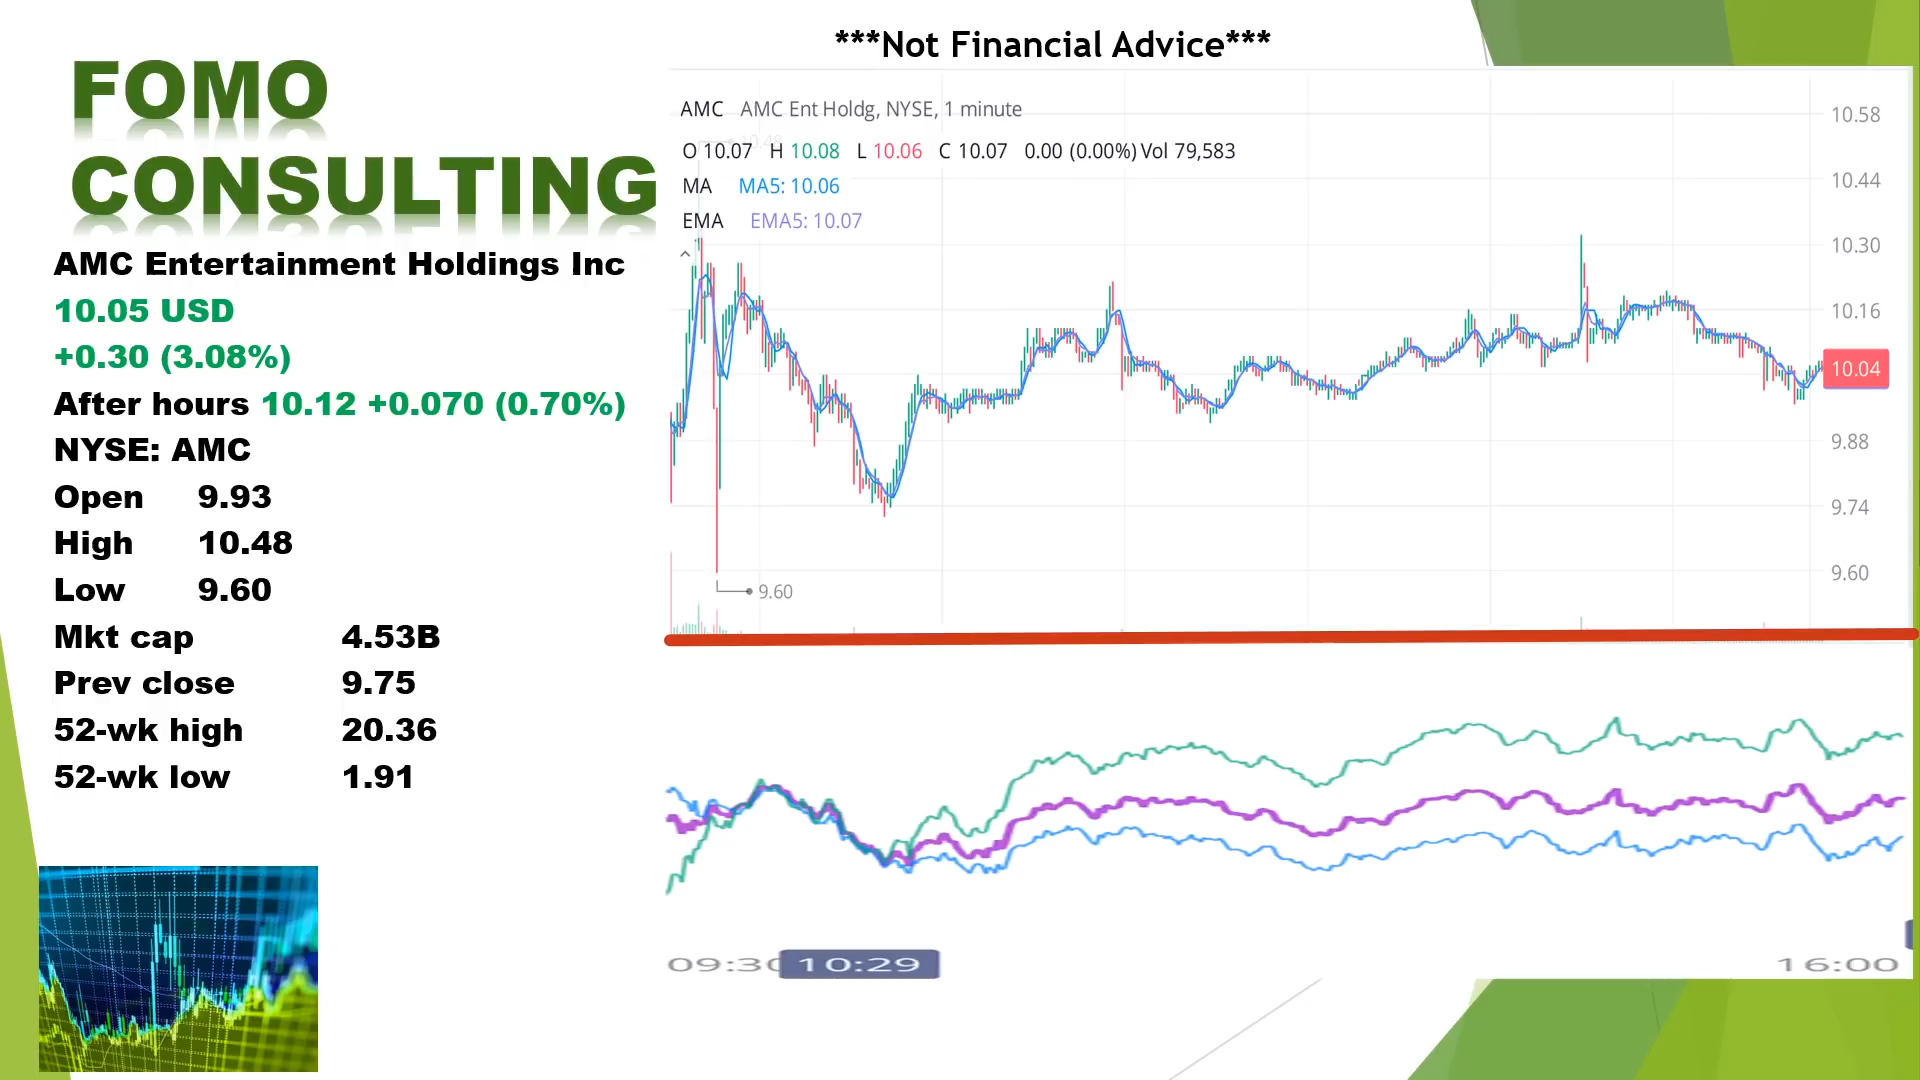 ***Not Financial Advice***
FOMO
CONSULTING
AMC Entertainment Holdings Inc
10.05 USD
+0.30 (3.08%)
After hours 10.12 +0.070 (0.70%)
NYSE: AMC
Open 9.93
High 10.48
Low 9.60
Mkt cap 4.53B
Prev close 9.75
52-wk high 20.36
52-wk low 1.91
AMC AMC Ent Holdg, NYSE, 1 minute
10.48
O 10.07 H 10.08 L 10.06 C 10.07 0.00 (0.00%) Vol 79,583
MA MA5: 10.06
EMA EMA5: 10.07
10.58
10.44
10.30
10.16
10.04
9.88
9.74
9.60
9.60
09:30 10:29 16:00